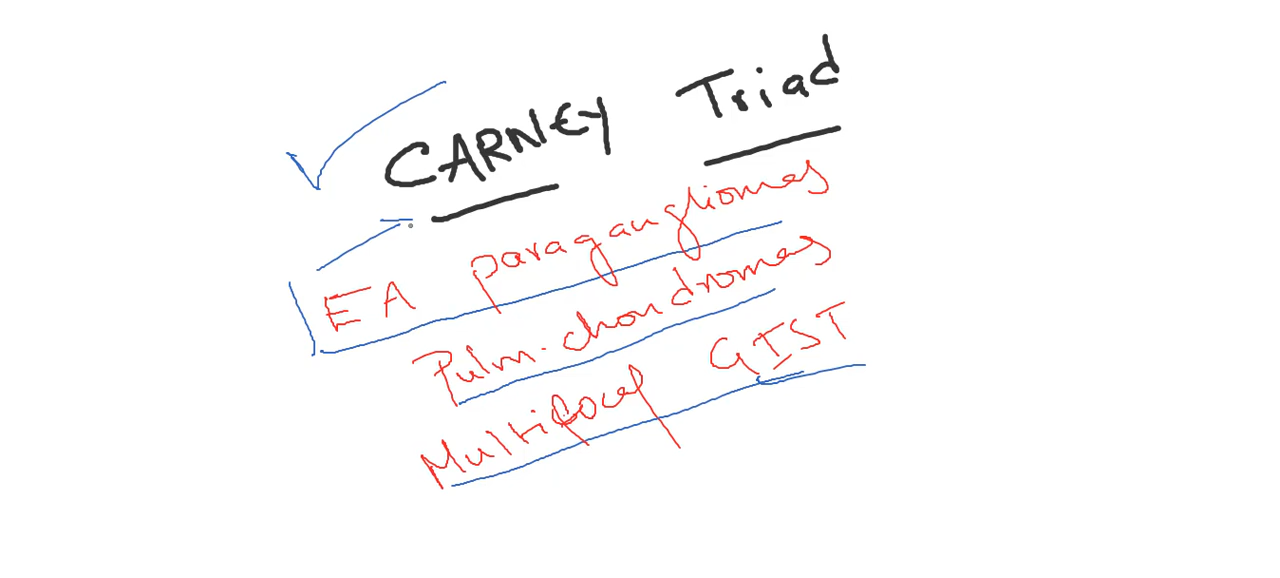 CARNEY Triad
EA paragangliomas
Pulm. chondromas
Multifocal GIST